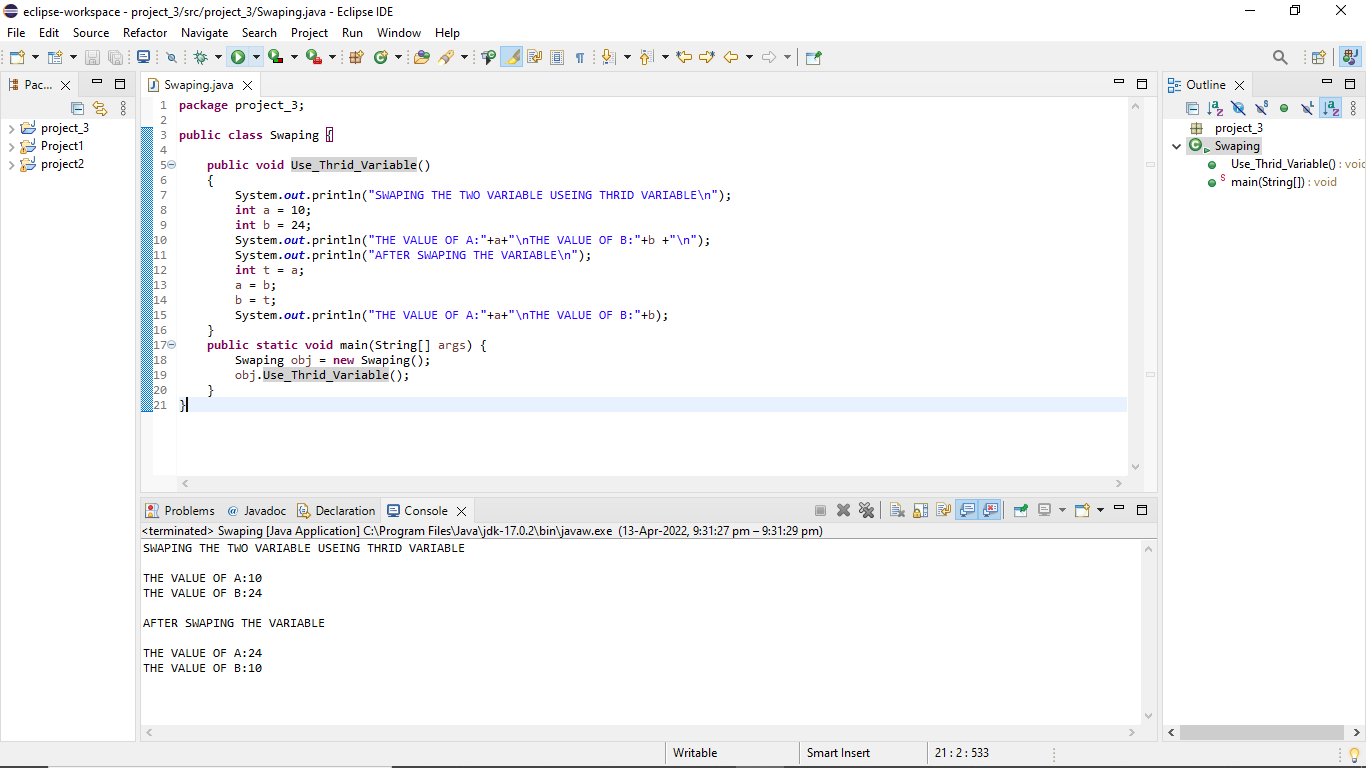 eclipse-workspace - project_3/src/project_3/Swaping.java - Eclipse IDE
File Edit Source Refactor Navigate Search Project Run Window Help
Pac...
project_3
Project1
project2
Swaping.java
1 package project_3;
2
3 public class Swaping {
4
5 public void Use_Thrid_Variable()
6 {
7 System.out.println("SWAPING THE TWO VARIABLE USEING THRID VARIABLE\n");
8 int a = 10;
9 int b = 24;
10 System.out.println("THE VALUE OF A:"+a+"\nTHE VALUE OF B:"+b +"\n");
11 System.out.println("AFTER SWAPING THE VARIABLE\n");
12 int t = a;
13 a = b;
14 b = t;
15 System.out.println("THE VALUE OF A:"+a+"\nTHE VALUE OF B:"+b);
16 }
17 public static void main(String[] args) {
18 Swaping obj = new Swaping();
19 obj.Use_Thrid_Variable();
20 }
21 }
Outline
project_3
Swaping
Use_Thrid_Variable() : void
main(String[]) : void
Problems @ Javadoc Declaration Console
<terminated> Swaping [Java Application] C:\Program Files\Java\jdk-17.0.2\bin\javaw.exe (13-Apr-2022, 9:31:27 pm – 9:31:29 pm)
SWAPING THE TWO VARIABLE USEING THRID VARIABLE
THE VALUE OF A:10
THE VALUE OF B:24
AFTER SWAPING THE VARIABLE
THE VALUE OF A:24
THE VALUE OF B:10
Writable Smart Insert 21 : 2 : 533